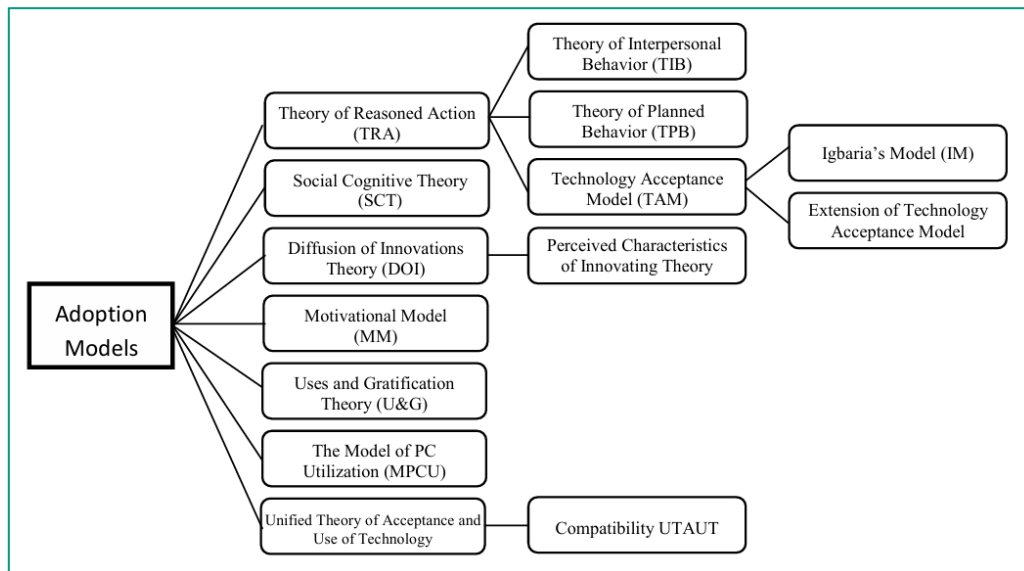 Adoption
Models
Theory of Reasoned Action
(TRA)
Social Cognitive Theory
(SCT)
Diffusion of Innovations
Theory (DOI)
Motivational Model
(MM)
Uses and Gratification
Theory (U&G)
The Model of PC
Utilization (MPCU)
Unified Theory of Acceptance and
Use of Technology
Theory of Interpersonal
Behavior (TIB)
Theory of Planned
Behavior (TPB)
Technology Acceptance
Model (TAM)
Perceived Characteristics
of Innovating Theory
Compatibility UTAUT
Igbaria’s Model (IM)
Extension of Technology
Acceptance Model